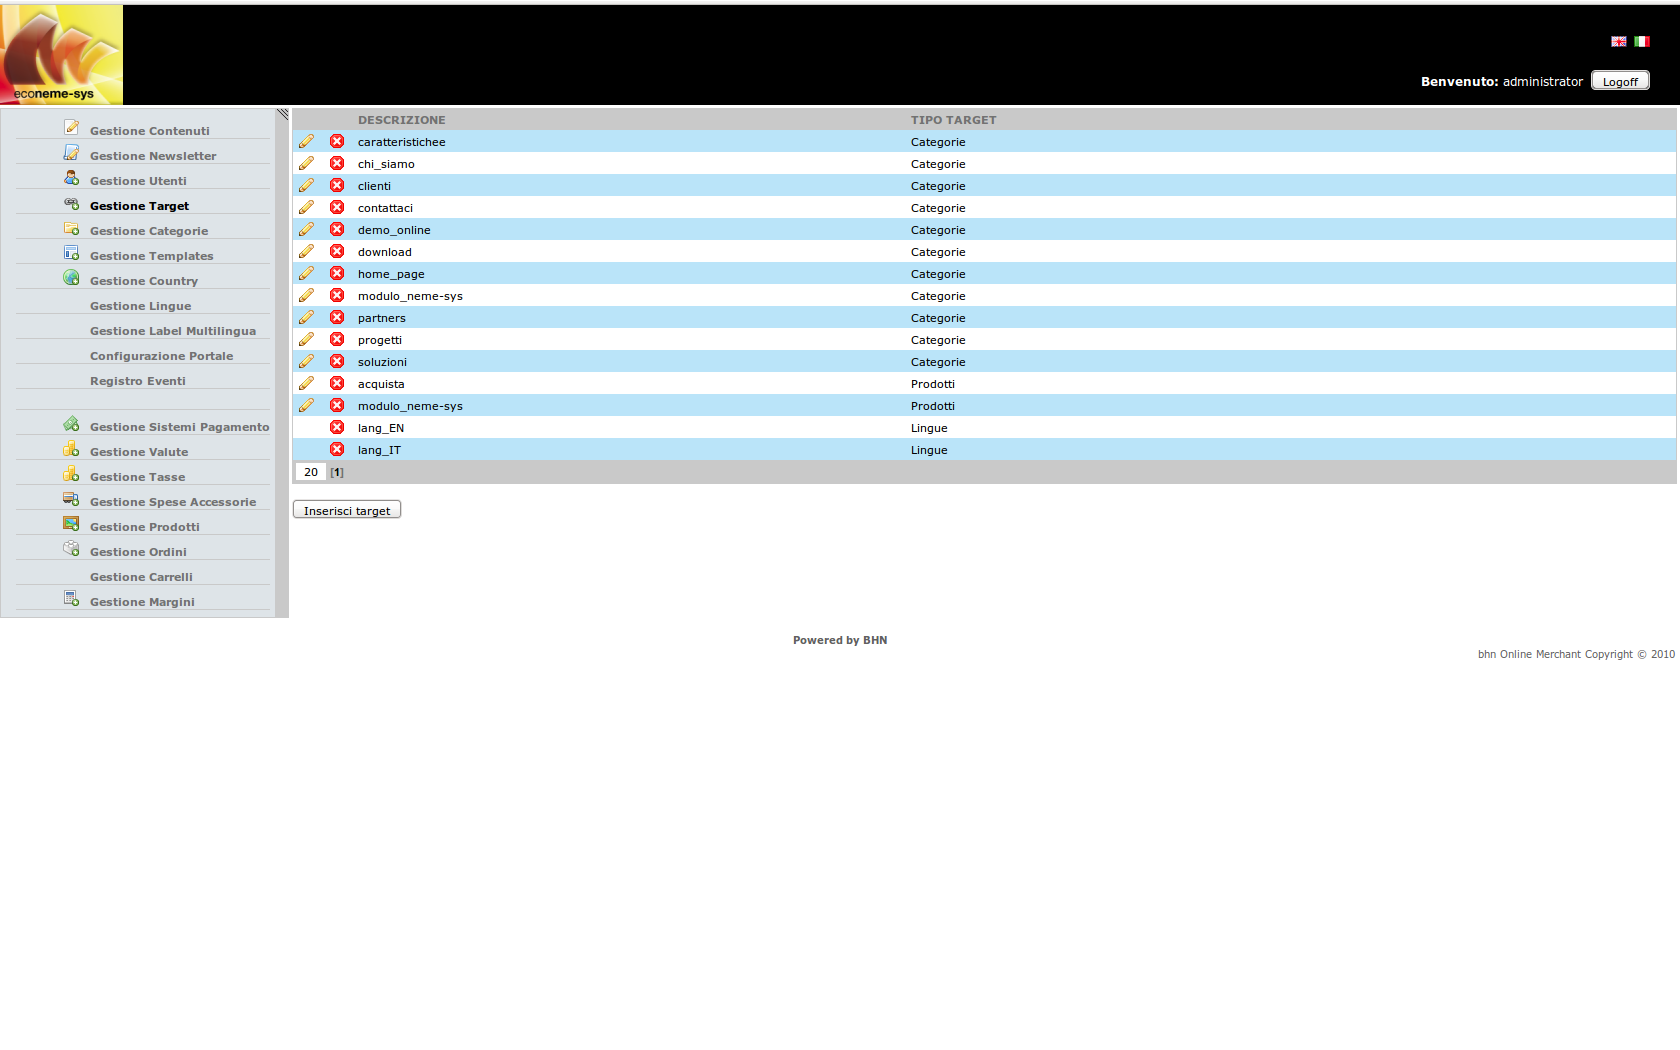 econeme-sys
Benvenuto: administrator Logoff
Gestione Contenuti
Gestione Newsletter
Gestione Utenti
Gestione Target
Gestione Categorie
Gestione Templates
Gestione Country
Gestione Lingue
Gestione Label Multilingua
Configurazione Portale
Registro Eventi
Gestione Sistemi Pagamento
Gestione Valute
Gestione Tasse
Gestione Spese Accessorie
Gestione Prodotti
Gestione Ordini
Gestione Carrelli
Gestione Margini
DESCRIZIONE TIPO TARGET
caratteristichee Categorie
chi_siamo Categorie
clienti Categorie
contattaci Categorie
demo_online Categorie
download Categorie
home_page Categorie
modulo_neme-sys Categorie
partners Categorie
progetti Categorie
soluzioni Categorie
acquista Prodotti
modulo_neme-sys Prodotti
lang_EN Lingue
lang_IT Lingue
20 [1]
Inserisci target
Powered by BHN
bhn Online Merchant Copyright © 2010